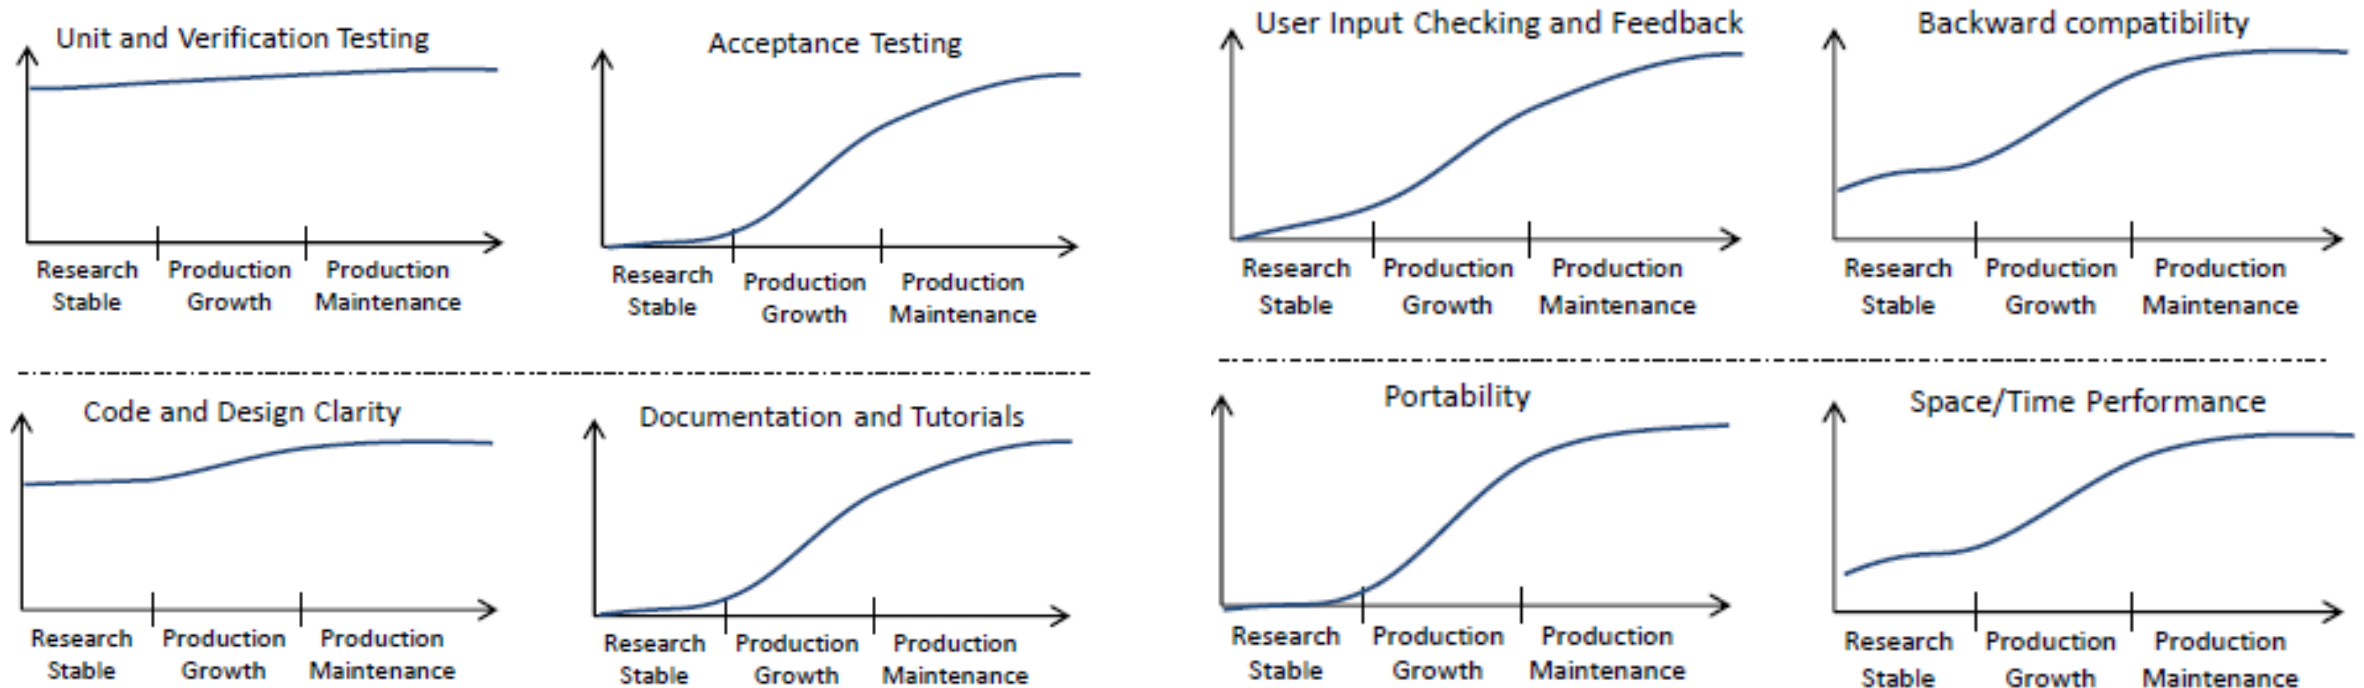 Unit and Verification Testing
Research Production Production
Stable Growth Maintenance
Acceptance Testing
Research Production Production
Stable Growth Maintenance
User Input Checking and Feedback
Research Production Production
Stable Growth Maintenance
Backward compatibility
Research Production Production
Stable Growth Maintenance
Code and Design Clarity
Research Production Production
Stable Growth Maintenance
Documentation and Tutorials
Research Production Production
Stable Growth Maintenance
Portability
Research Production Production
Stable Growth Maintenance
Space/Time Performance
Research Production Production
Stable Growth Maintenance